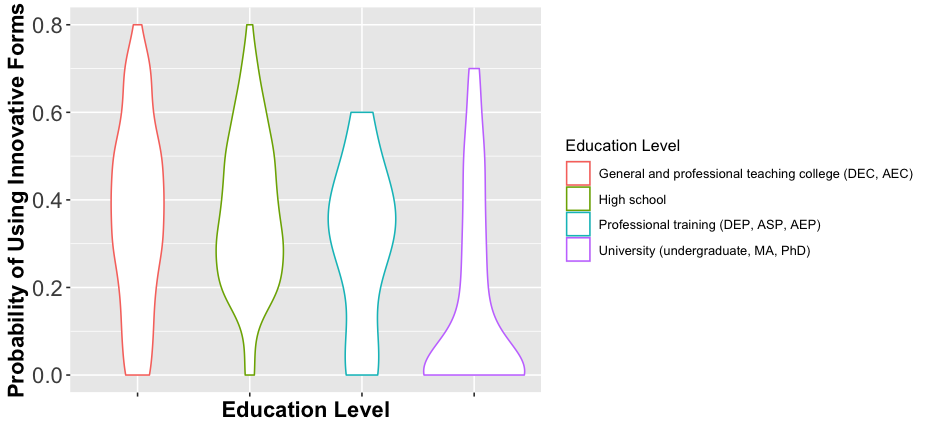 Probability of Using Innovative Forms
0.8
0.6
0.4
0.2
0.0
Education Level
Education Level
General and professional teaching college (DEC, AEC)
High school
Professional training (DEP, ASP, AEP)
University (undergraduate, MA, PhD)